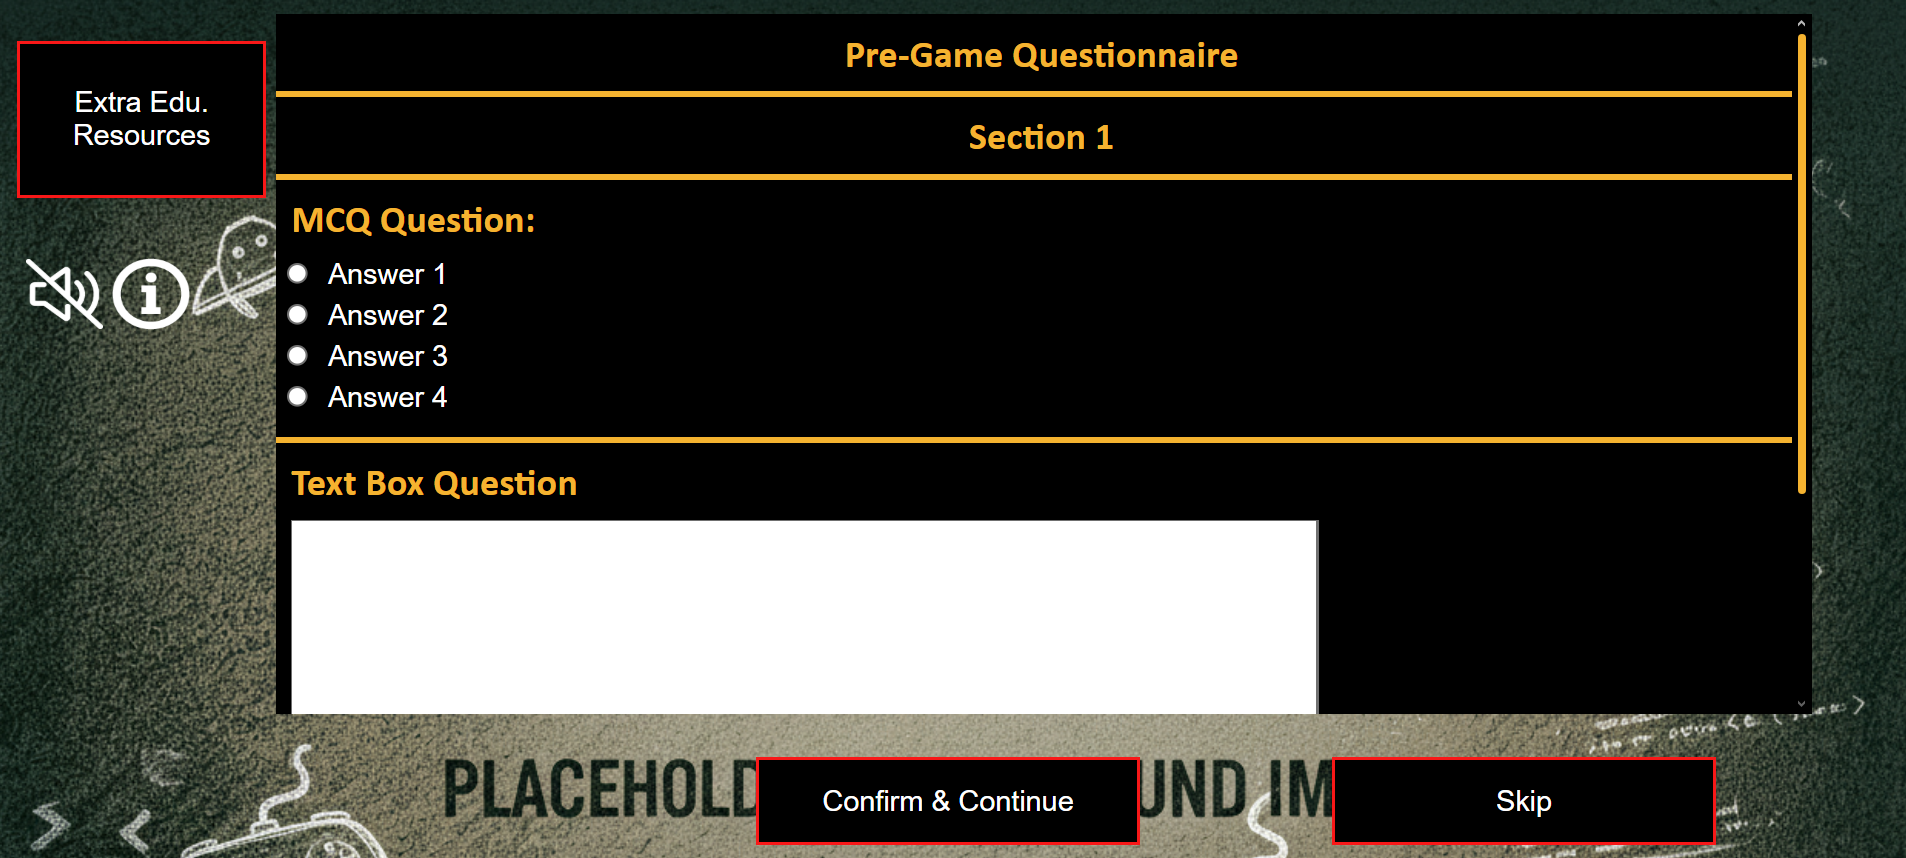 Extra Edu.
Resources
Pre-Game Questionnaire
Section 1
MCQ Question:
Answer 1
Answer 2
Answer 3
Answer 4
Text Box Question
PLACEHOLD
UND IM
Confirm & Continue
Skip